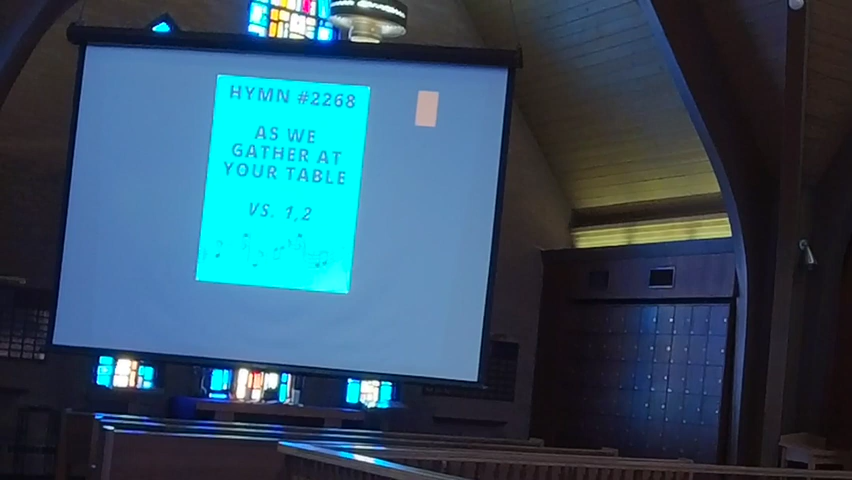 HYMN #2268
AS WE
GATHER AT
YOUR TABLE
VS. 1,2